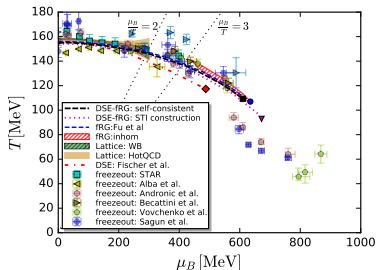 μ_B/T = 2
μ_B/T = 3
180
160
140
120
100
80
60
40
20
0
T [MeV]
DSE-fRG: self-consistent
DSE-fRG: STI construction
fRG:Fu et al
fRG:inhom
Lattice: WB
Lattice: HotQCD
DSE: Fischer et al.
freezeout: STAR
freezeout: Alba et al.
freezeout: Andronic et al.
freezeout: Becattini et al.
freezeout: Vovchenko et al.
freezeout: Sagun et al.
0
200
400
600
800
1000
μ_B [MeV]